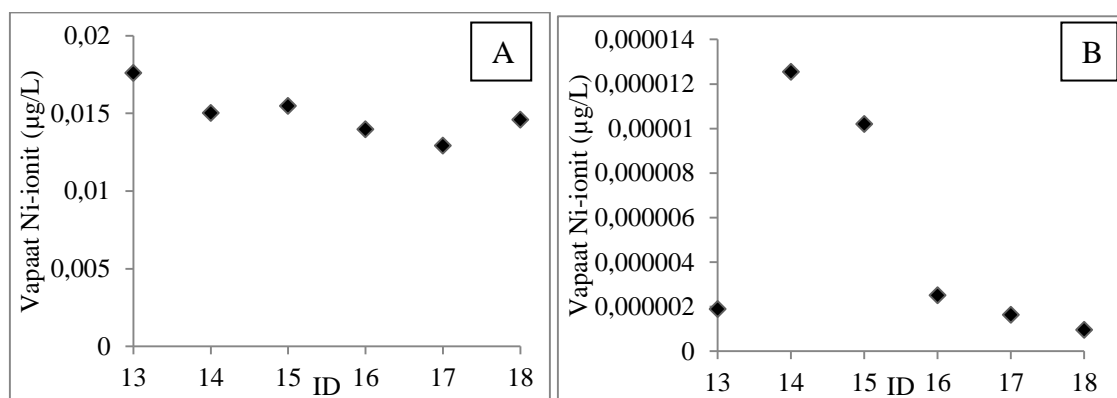 A
Vapaat Ni-ionit (µg/L)
0,02
0,015
0,01
0,005
0
13 14 15 16 17 18
ID
B
Vapaat Ni-ionit (µg/L)
0,000014
0,000012
0,00001
0,000008
0,000006
0,000004
0,000002
0
13 14 15 16 17 18
ID